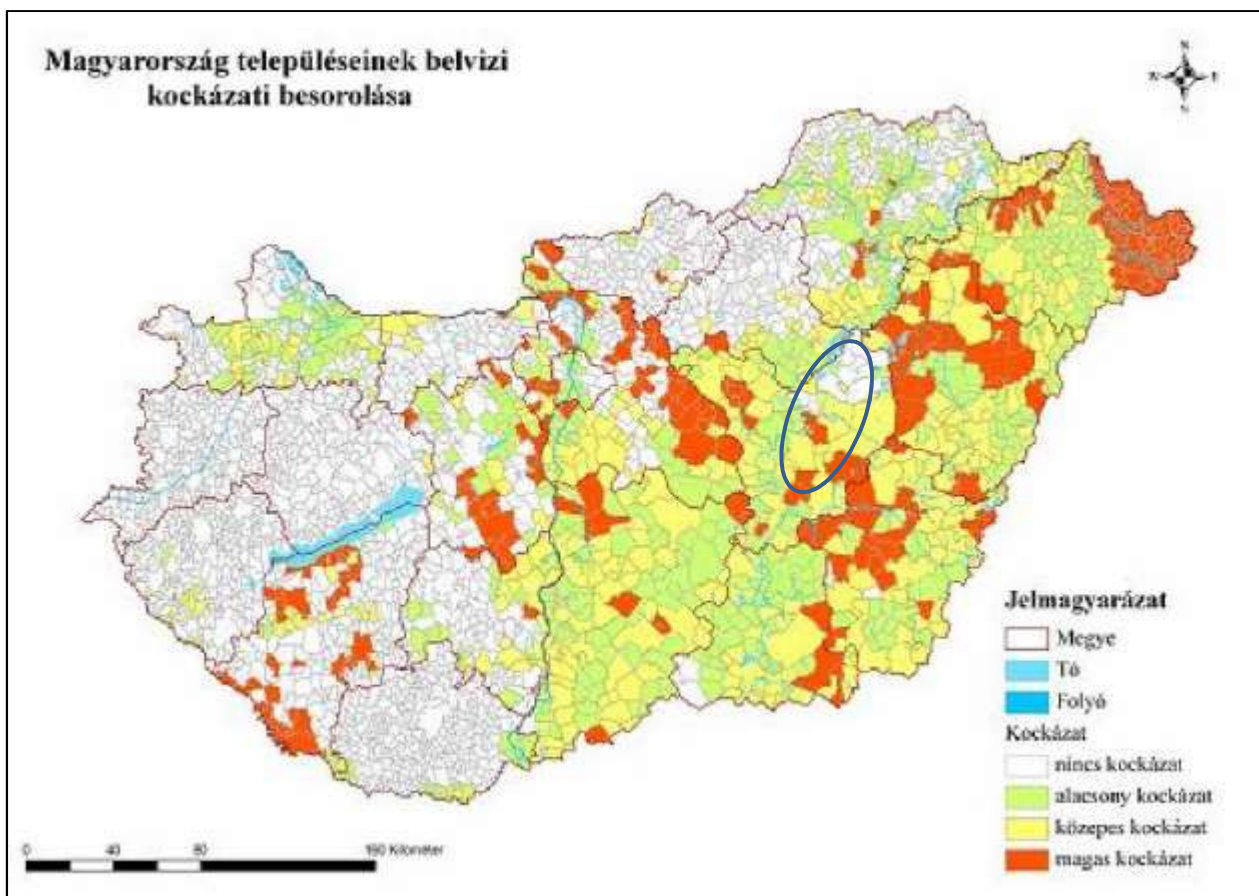 Magyarország településeinek belvizi
kockázati besorolása
N
W E
S
Jelmagyarázat
Megye
Tó
Folyó
Kockázat
nincs kockázat
alacsony kockázat
közepes kockázat
magas kockázat
0 40 80 160 Kilométer